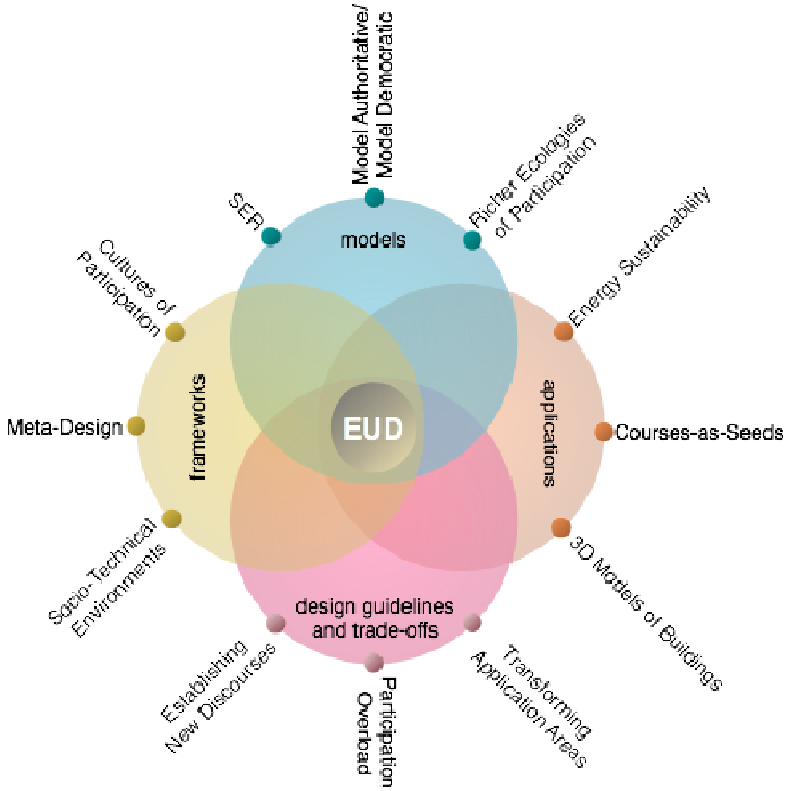 Model Authoritative/
Model Democratic
Richer Ecologies
of Participation
SER
models
Energy Sustainability
Cultures of
Participation
frameworks
applications
Meta-Design
EUD
Courses-as-Seeds
Socio-Technical
Environments
3D Models of Buildings
design guidelines
and trade-offs
Establishing
New Discourses
Participation
Overload
Transforming
Application Areas